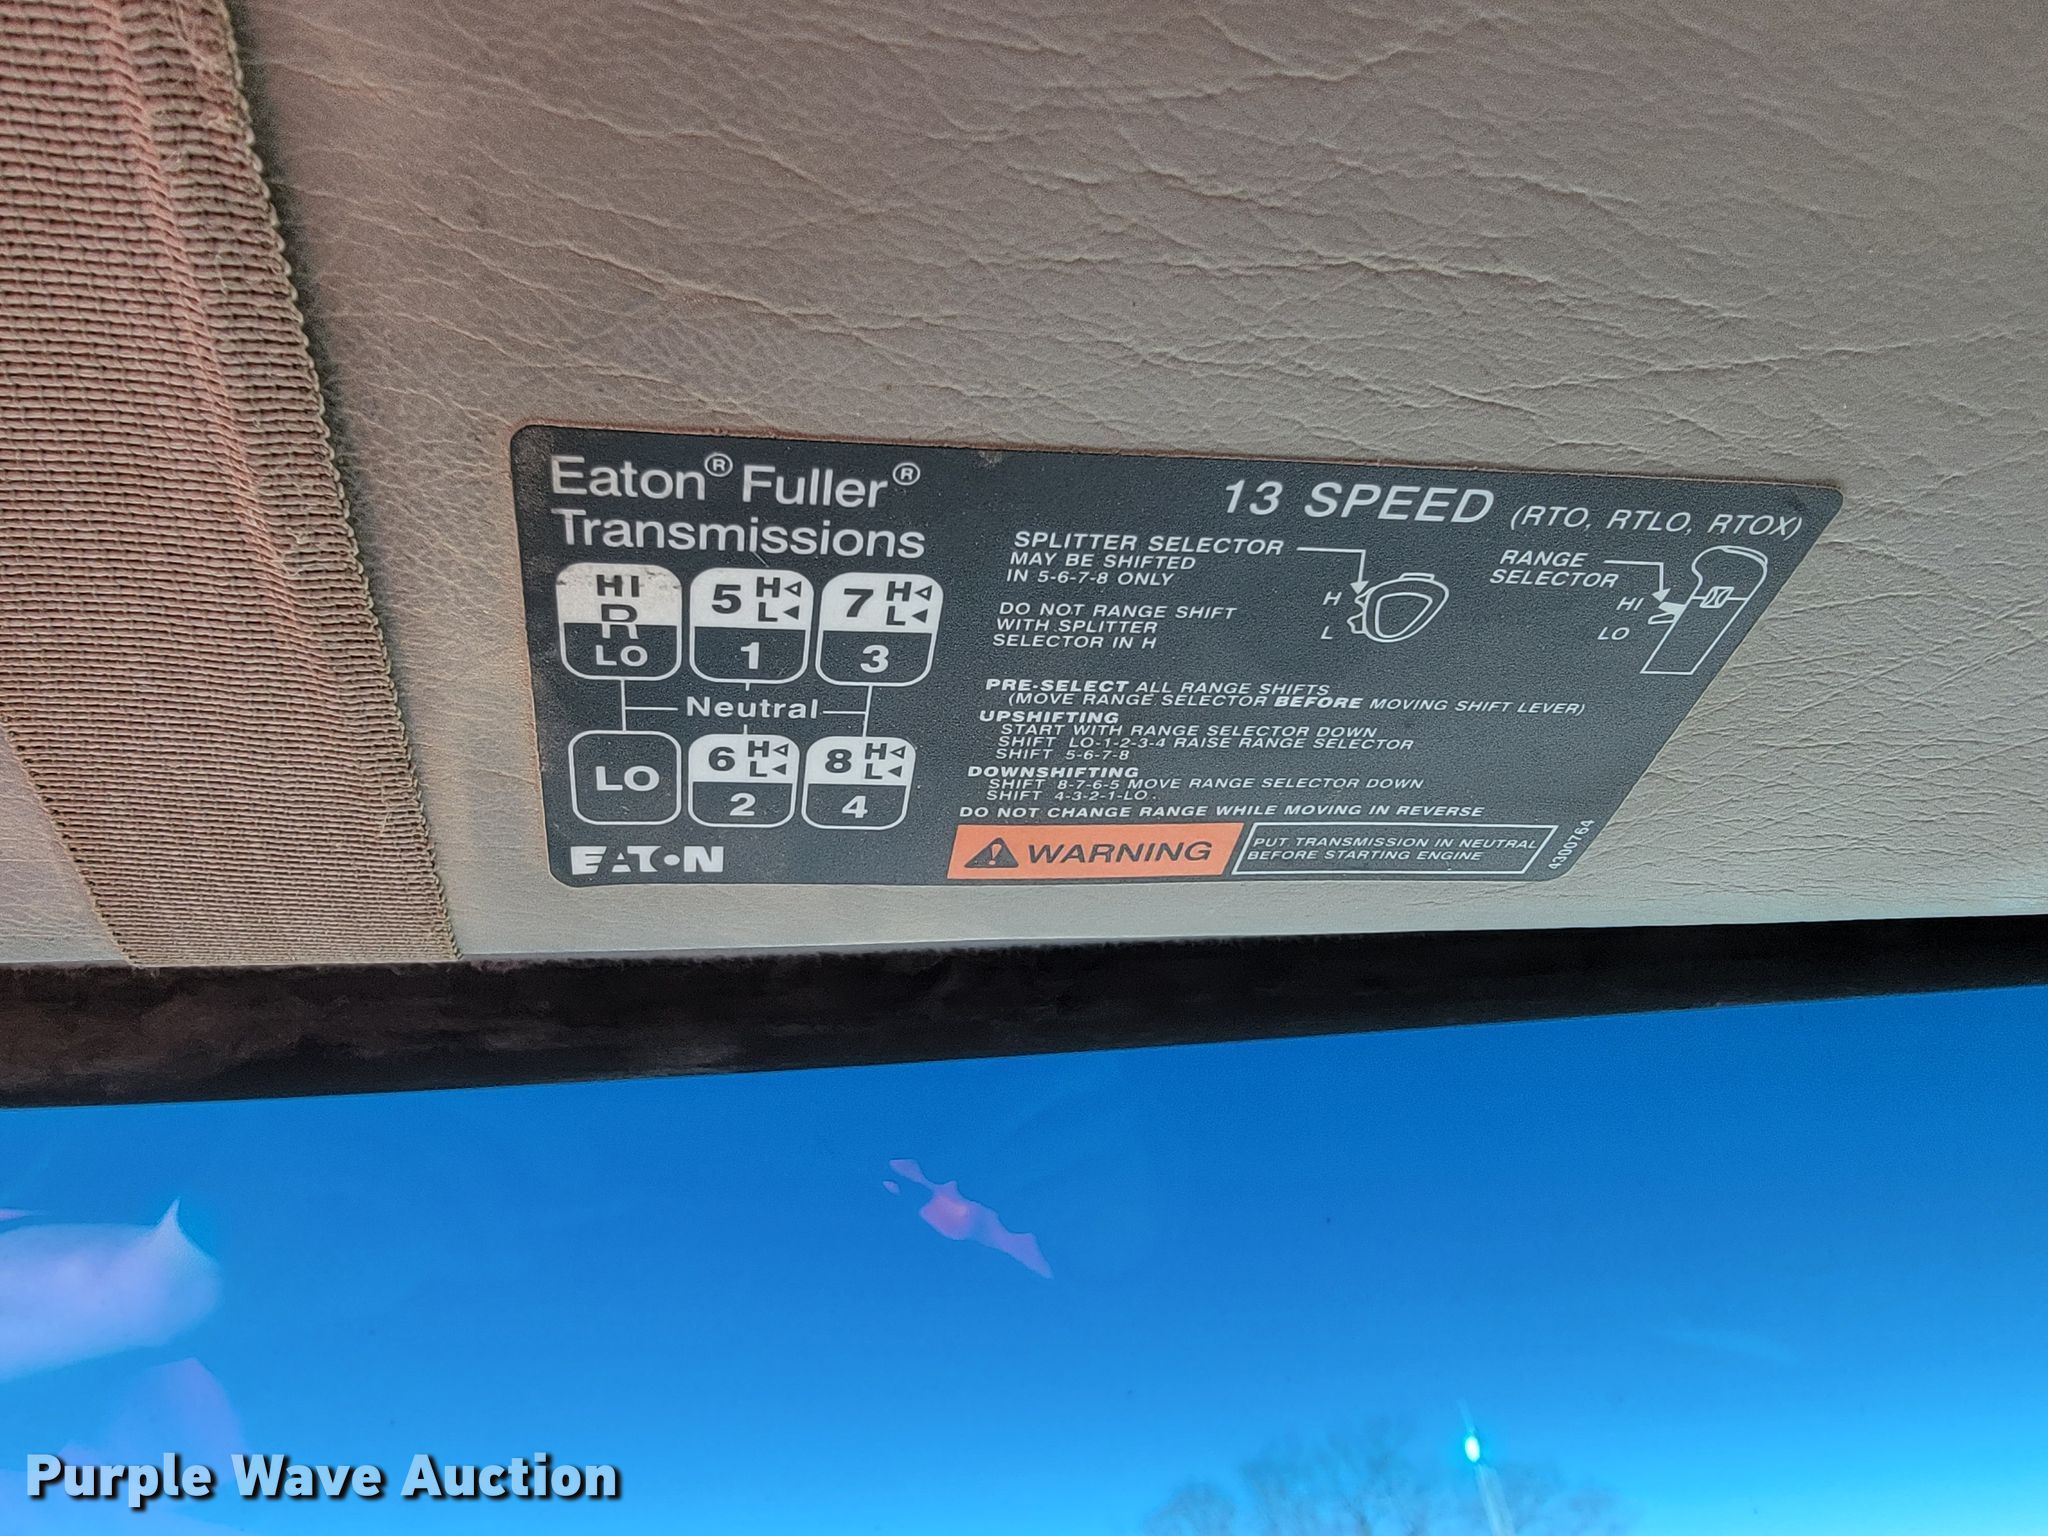 Eaton® Fuller®
Transmissions
13 SPEED (RTO, RTLO, RTOX)
HI
R
LO
5 H
L
1
7 H
L
3
Neutral
LO
6 H
L
2
8 H
L
4
EATON
SPLITTER SELECTOR
MAY BE SHIFTED
IN 5-6-7-8 ONLY
DO NOT RANGE SHIFT
WITH SPLITTER
SELECTOR IN H
H
L
RANGE
SELECTOR
HI
LO
PRE-SELECT ALL RANGE SHIFTS
(MOVE RANGE SELECTOR BEFORE MOVING SHIFT LEVER)
UPSHIFTING
START WITH RANGE SELECTOR DOWN
SHIFT LO-1-2-3-4 RAISE RANGE SELECTOR
SHIFT 5-6-7-8
DOWNSHIFTING
SHIFT 8-7-6-5 MOVE RANGE SELECTOR DOWN
SHIFT 4-3-2-1-LO
DO NOT CHANGE RANGE WHILE MOVING IN REVERSE
WARNING
PUT TRANSMISSION IN NEUTRAL
BEFORE STARTING ENGINE
4300764
Purple Wave Auction